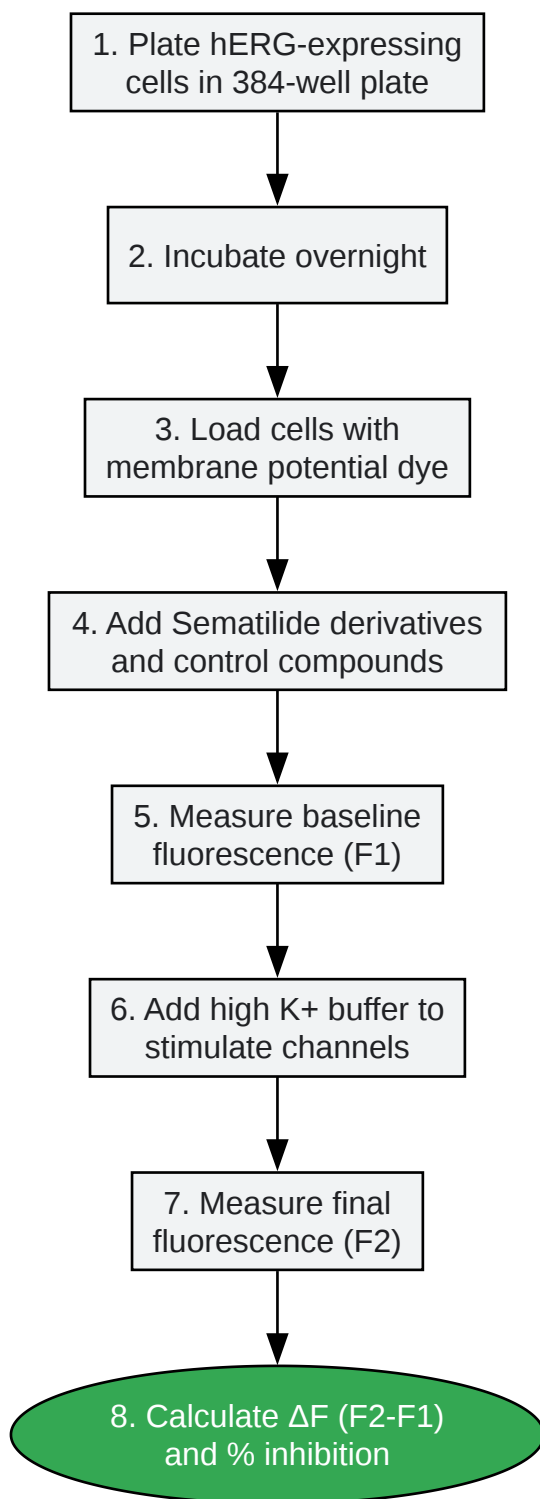 1. Plate hERG-expressing
cells in 384-well plate
2. Incubate overnight
3. Load cells with
membrane potential dye
4. Add Sematilide derivatives
and control compounds
5. Measure baseline
fluorescence (F1)
6. Add high K+ buffer to
stimulate channels
7. Measure final
fluorescence (F2)
8. Calculate ΔF (F2-F1)
and % inhibition